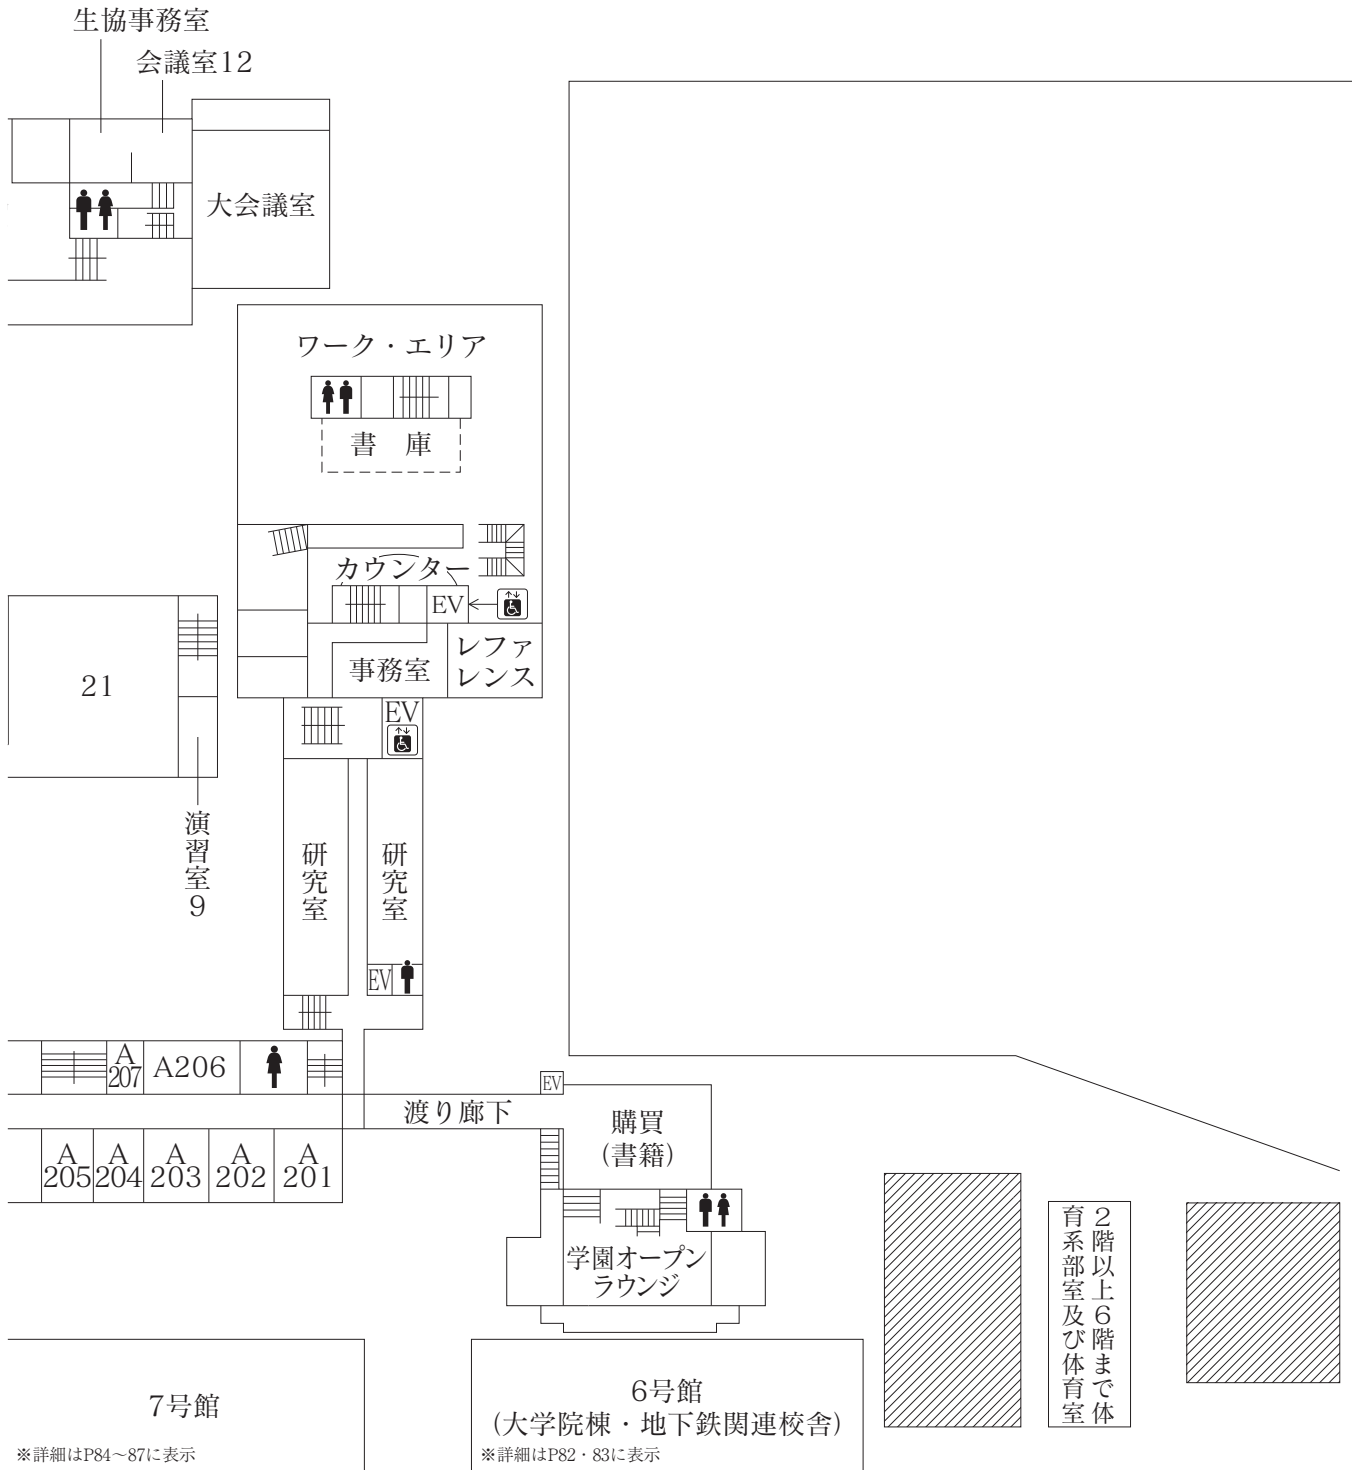 生協事務室
会議室12
大会議室
ワーク・エリア
書 庫
カウンター
EV
レファ
レンス
事務室
21
EV
演習室9
研究室
研究室
EV
A
207
A206
EV
渡り廊下
購買
(書籍)
A
205
A
204
A
203
A
202
A
201
学園オープン
ラウンジ
2階以上6階まで体
育系部室及び体育室
7号館
※詳細はP84〜87に表示
6号館
(大学院棟・地下鉄関連校舎)
※詳細はP82・83に表示